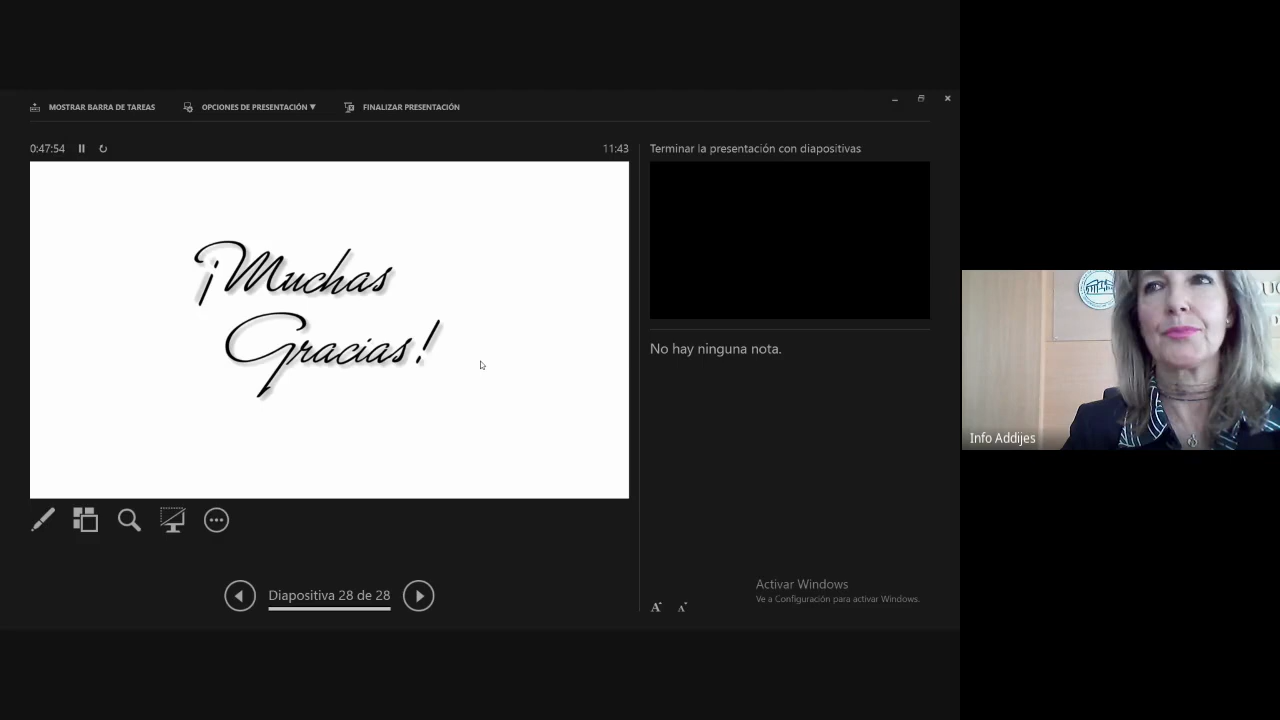 MOSTRAR BARRA DE TAREAS
OPCIONES DE PRESENTACIÓN ▼
FINALIZAR PRESENTACIÓN
0:47:54
11:43
Terminar la presentación con diapositivas
¡Muchas
Gracias!
No hay ninguna nota.
Info Addijes
Activar Windows
Ve a Configuración para activar Windows.
Diapositiva 28 de 28
A
A